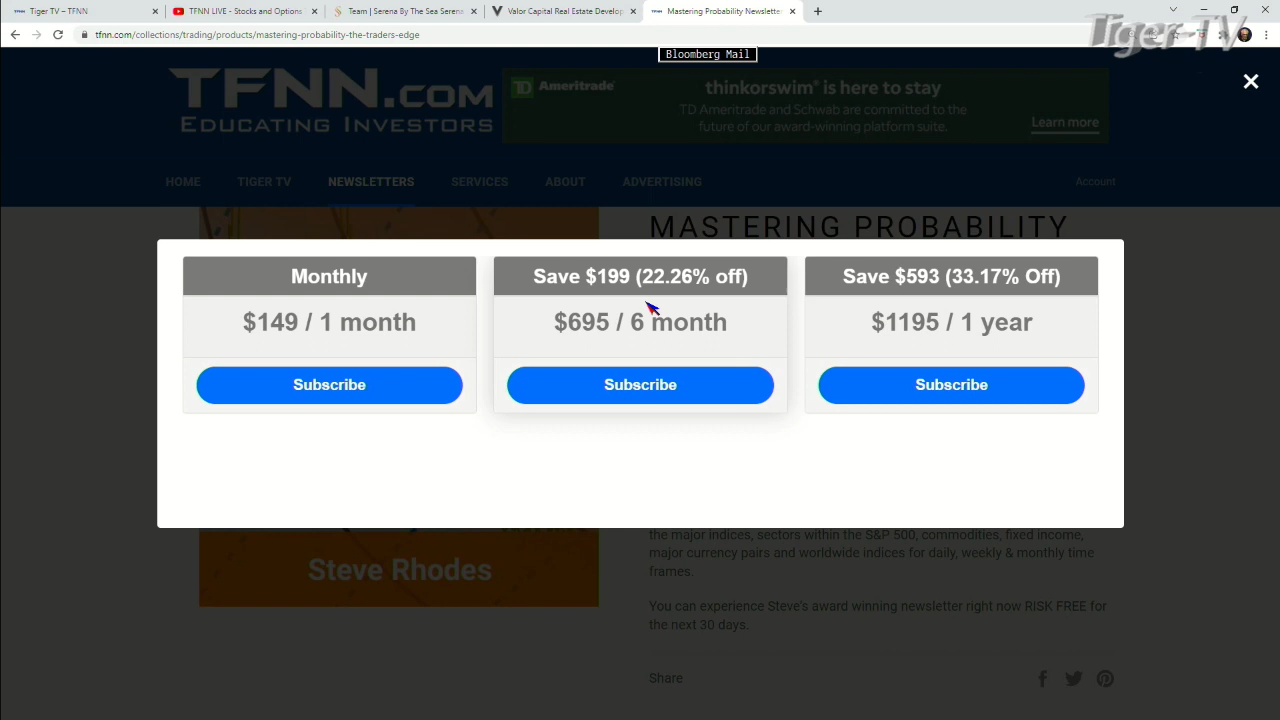 Tiger TV – TFNN
TFNN LIVE - Stocks and Options
Team | Serena By The Sea Serena
Valor Capital Real Estate Develop
Mastering Probability Newslette
tfnn.com/collections/trading/products/mastering-probability-the-traders-edge
Tiger TV
Bloomberg Mail
TFNN.com
Educating Investors
TD Ameritrade
thinkorswim® is here to stay
TD Ameritrade and Schwab are committed to the
future of our award-winning platform suite.
Learn more
HOME
TIGER TV
NEWSLETTERS
SERVICES
ABOUT
ADVERTISING
Account
MASTERING PROBABILITY
Monthly
$149 / 1 month
Subscribe
Save $199 (22.26% off)
$695 / 6 month
Subscribe
Save $593 (33.17% Off)
$1195 / 1 year
Subscribe
Steve Rhodes
the major indices, sectors within the S&P 500, commodities, fixed income,
major currency pairs and worldwide indices for daily, weekly & monthly time
frames.
You can experience Steve's award winning newsletter right now RISK FREE for
the next 30 days.
Share